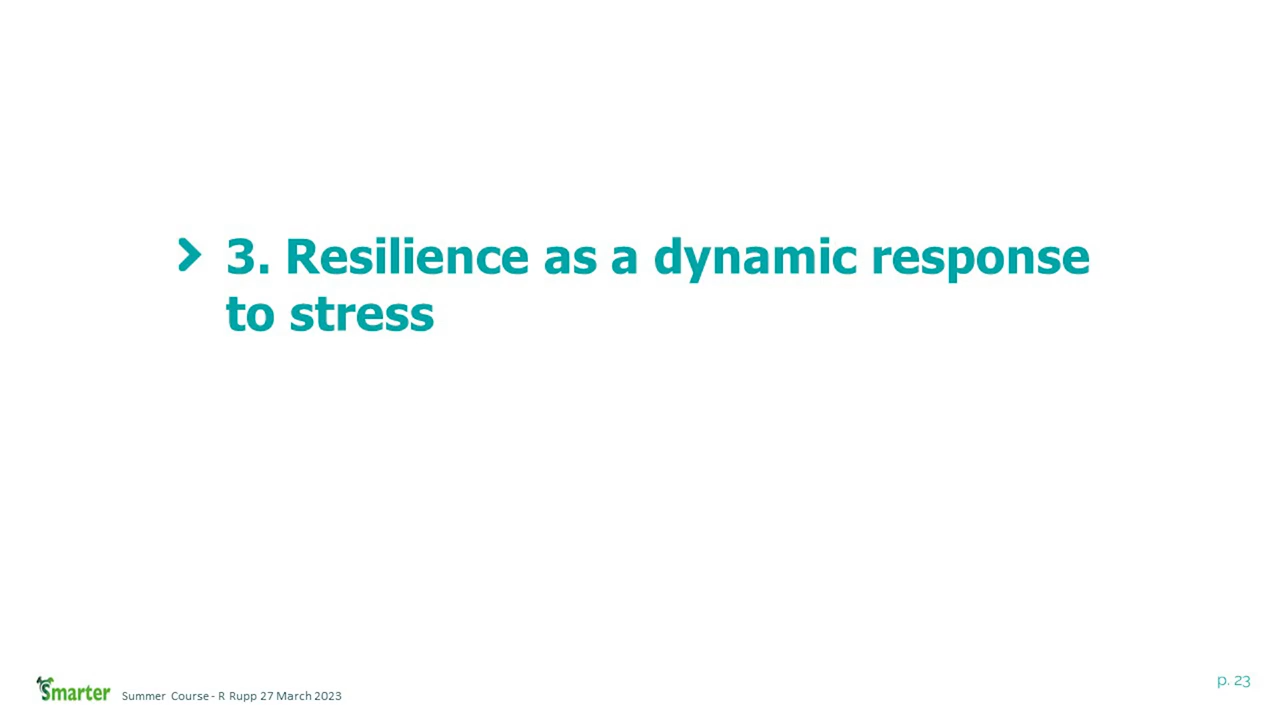 3. Resilience as a dynamic response
to stress
Smarter
Summer Course - R Rupp 27 March 2023
p. 23